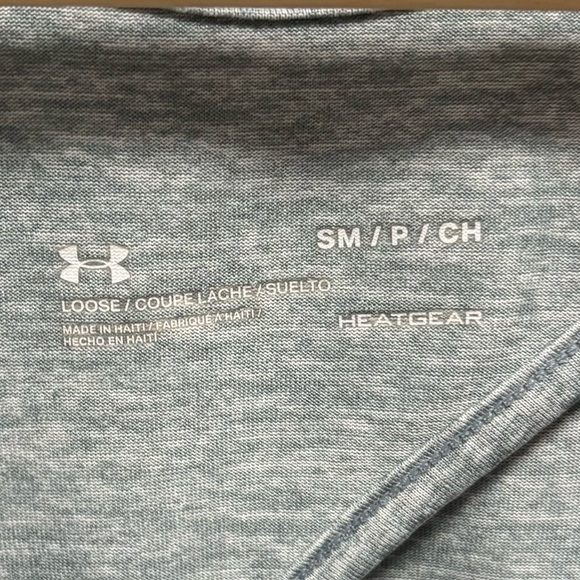 SM / P / CH
LOOSE / COUPE LÂCHE / SUELTO
MADE IN HAITI / FABRIQUÉ À HAITI /
HECHO EN HAITI
HEATGEAR